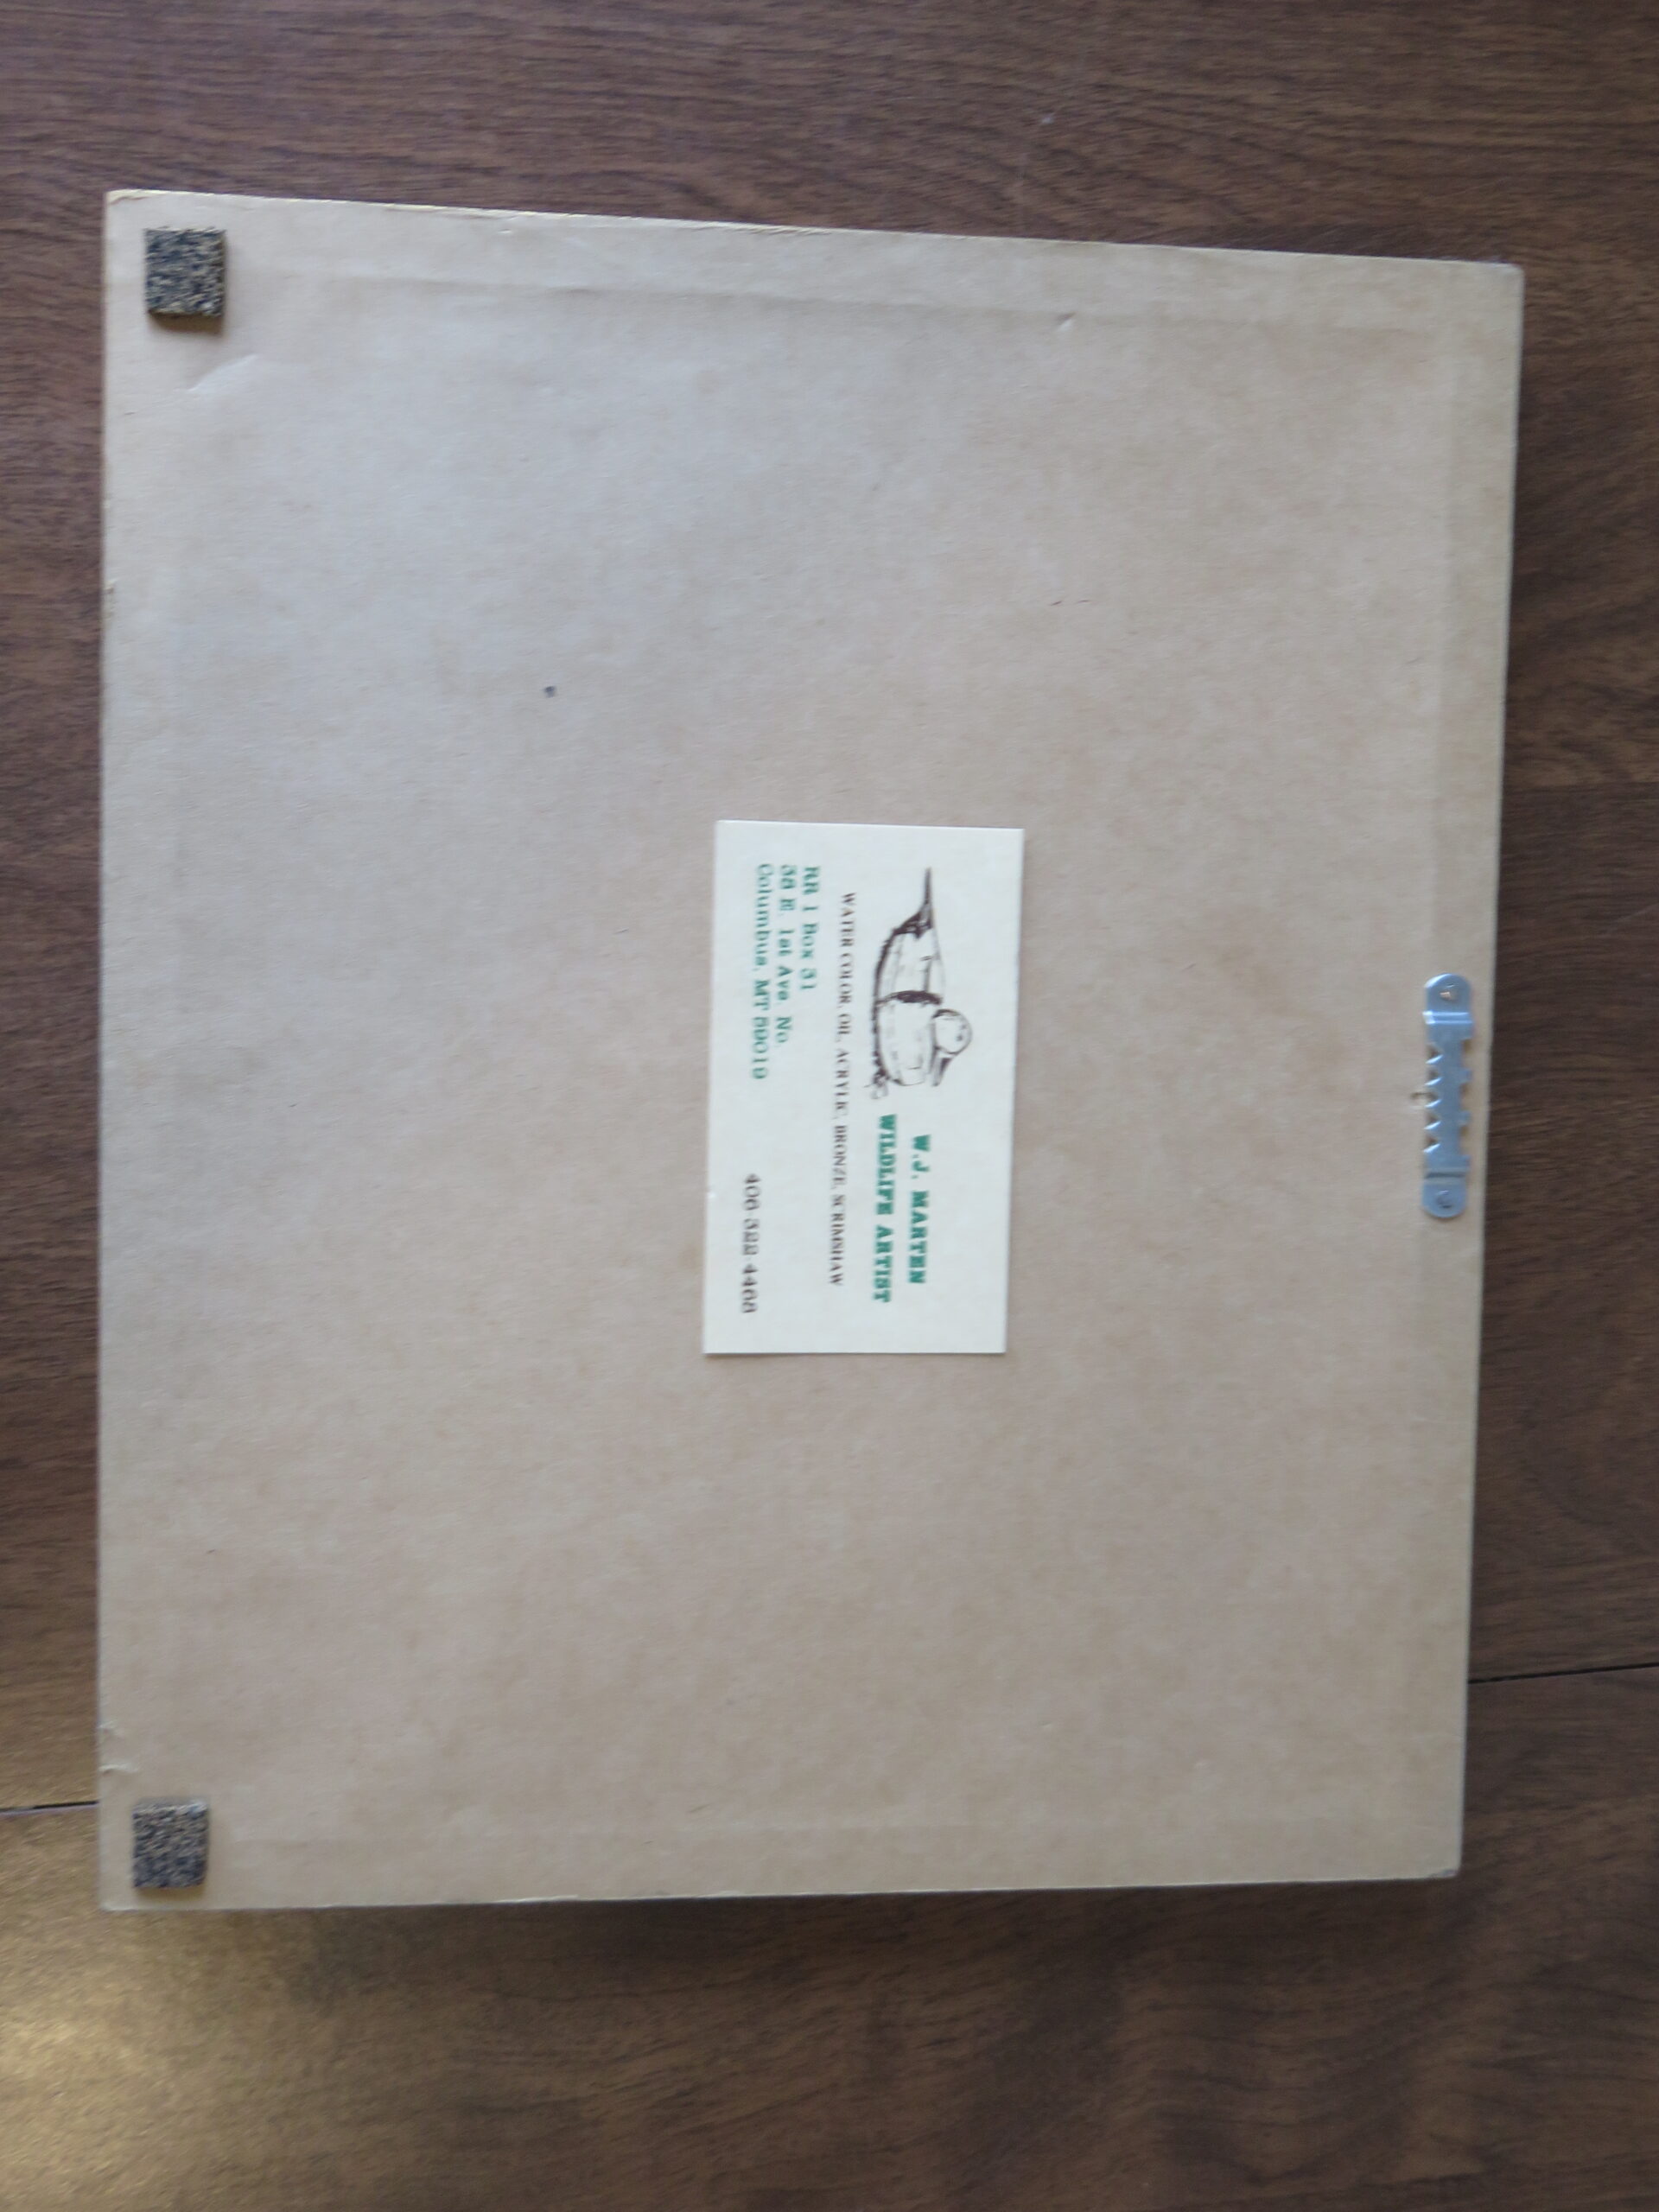 W.J. MARTEN
WILDLIFE ARTIST
WATER COLOR, OIL, ACRYLIC, BRONZE, SCRIMSHAW
RR 1 Box 31
38 E. 1st Ave. No.
Columbus, MT 59019
406-322-4468